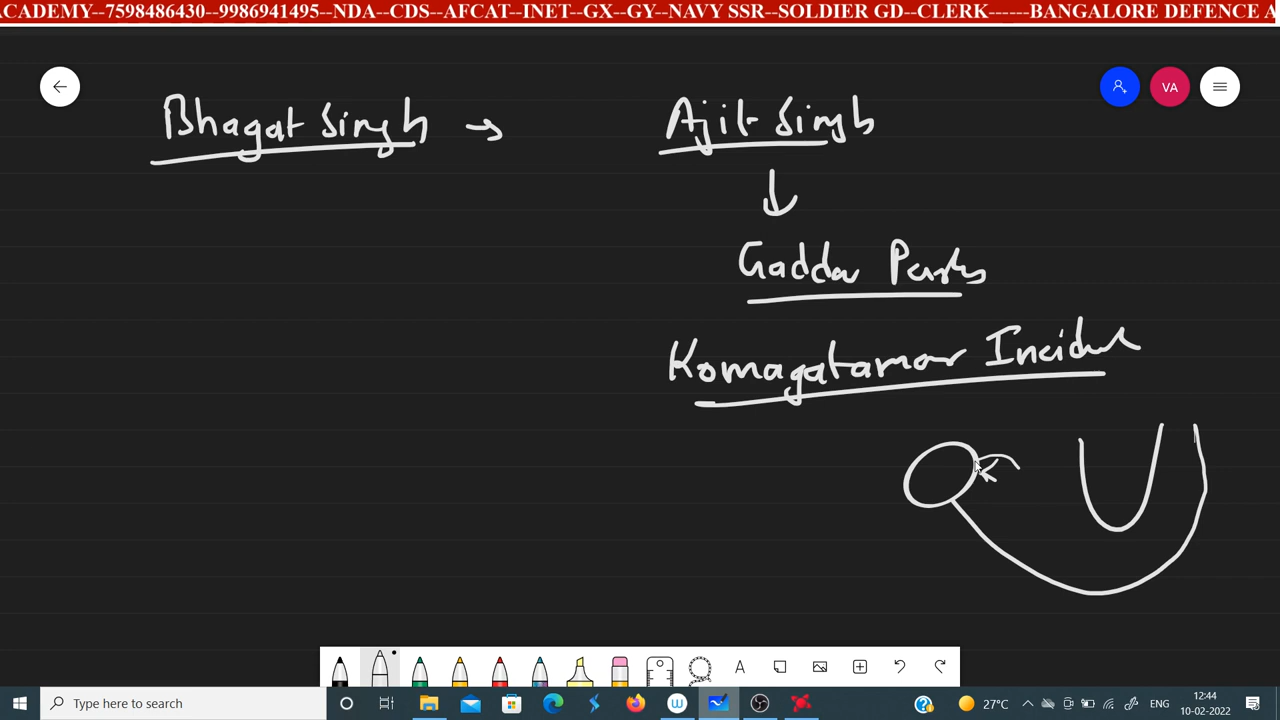 ACADEMY--7598486430--9986941495--NDA--CDS--AFCAT--INET--GX--GY--NAVY SSR--SOLDIER GD--CLERK------BANGALORE DEFENCE A
VA
Bhagat Singh → Ajit Singh
↓
Gaddar Party
Komagatamar Incident
A
Type here to search
W
27°C
ENG
12:44
10-02-2022